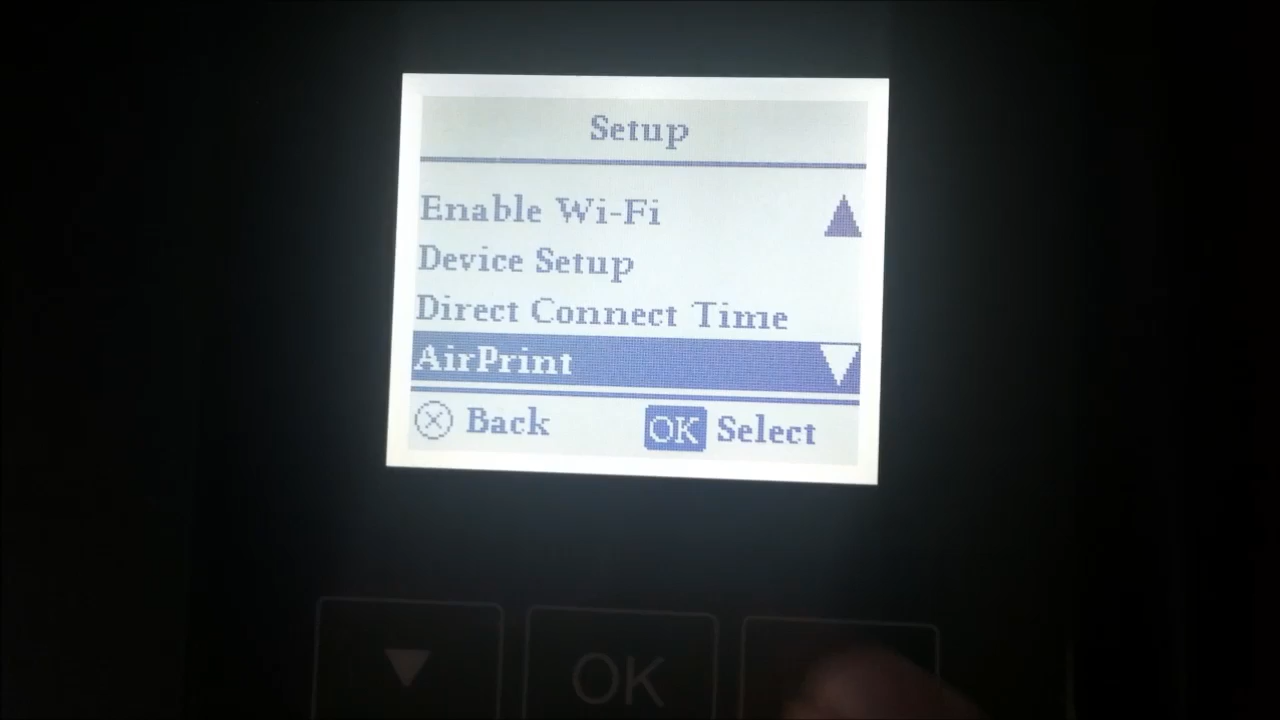 Setup
Enable Wi-Fi
Device Setup
Direct Connect Time
AirPrint
Back OK Select
OK